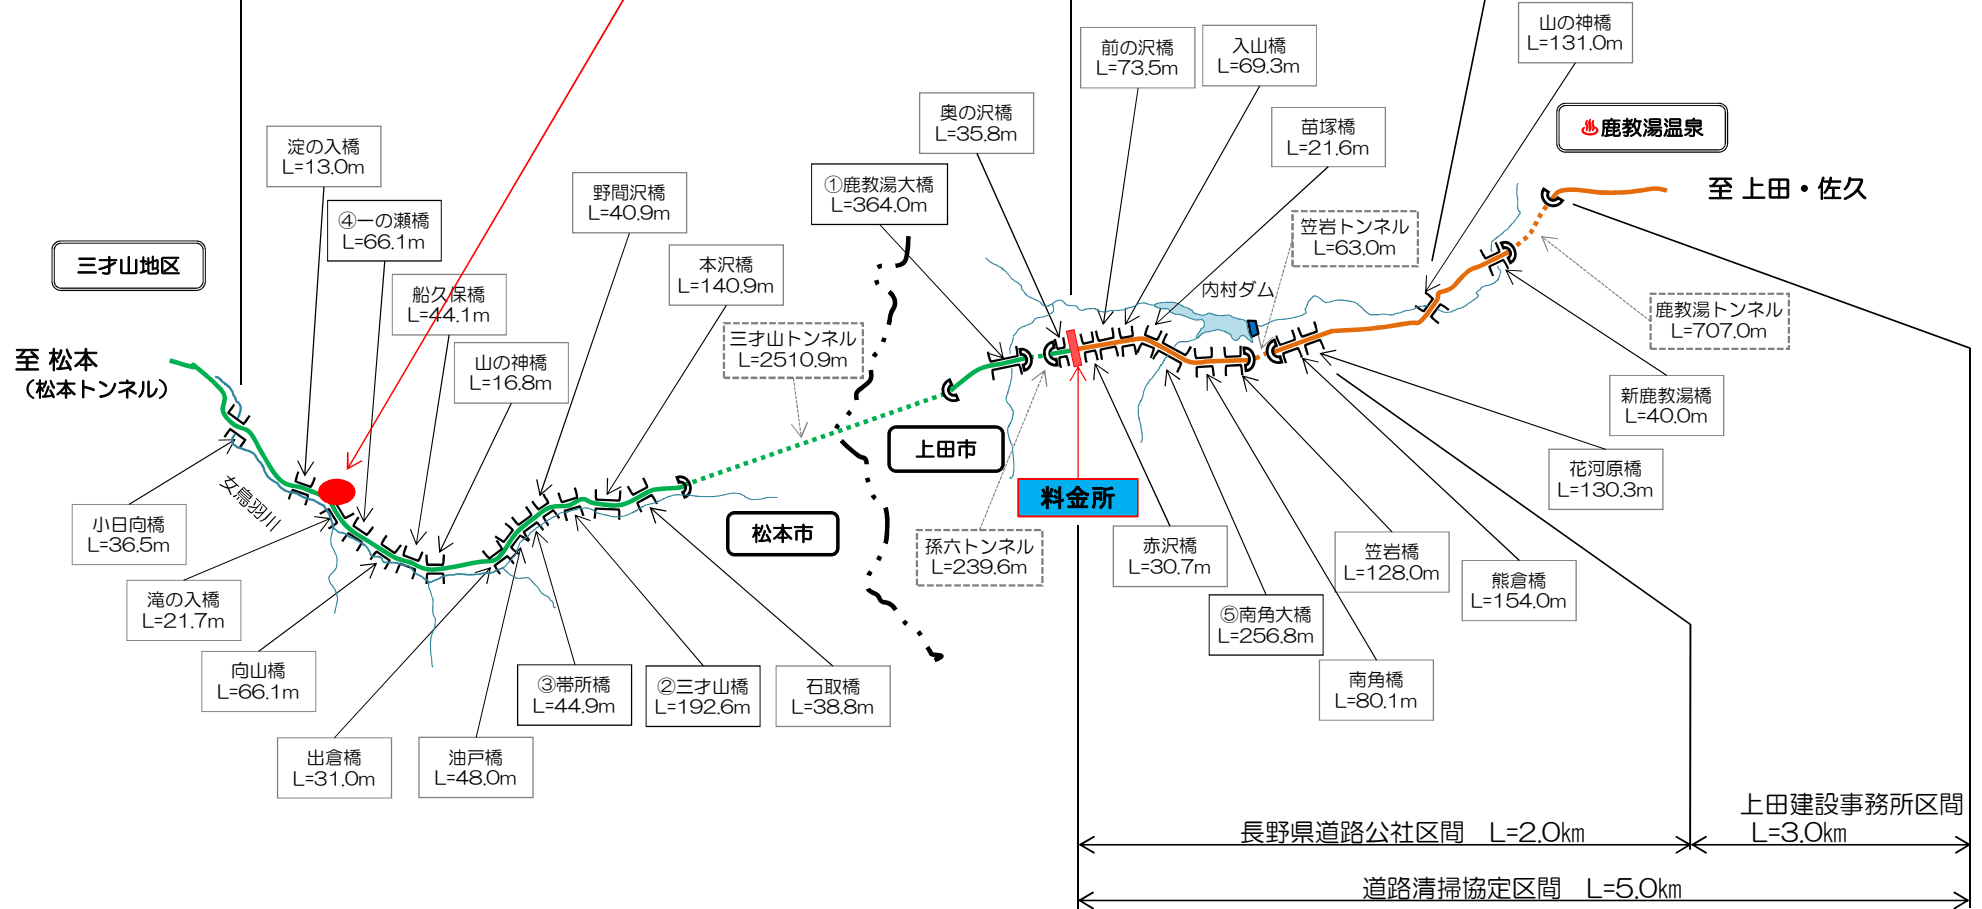 山の神橋
L=131.0m
前の沢橋
L=73.5m
入山橋
L=69.3m
奥の沢橋
L=35.8m
苗塚橋
L=21.6m
♨鹿教湯温泉
淀の入橋
L=13.0m
①鹿教湯大橋
L=364.0m
野間沢橋
L=40.9m
至 上田・佐久
④一の瀬橋
L=66.1m
笠岩トンネル
L=63.0m
三才山地区
本沢橋
L=140.9m
船久保橋
L=44.1m
内村ダム
鹿教湯トンネル
L=707.0m
三才山トンネル
L=2510.9m
至 松本
（松本トンネル）
山の神橋
L=16.8m
新鹿教湯橋
L=40.0m
上田市
花河原橋
L=130.3m
女鳥羽川
料金所
小日向橋
L=36.5m
松本市
孫六トンネル
L=239.6m
赤沢橋
L=30.7m
笠岩橋
L=128.0m
熊倉橋
L=154.0m
滝の入橋
L=21.7m
⑤南角大橋
L=256.8m
向山橋
L=66.1m
③帯所橋
L=44.9m
②三才山橋
L=192.6m
石取橋
L=38.8m
南角橋
L=80.1m
出倉橋
L=31.0m
油戸橋
L=48.0m
上田建設事務所区間
L=3.0㎞
長野県道路公社区間　L=2.0㎞
道路清掃協定区間　L=5.0㎞